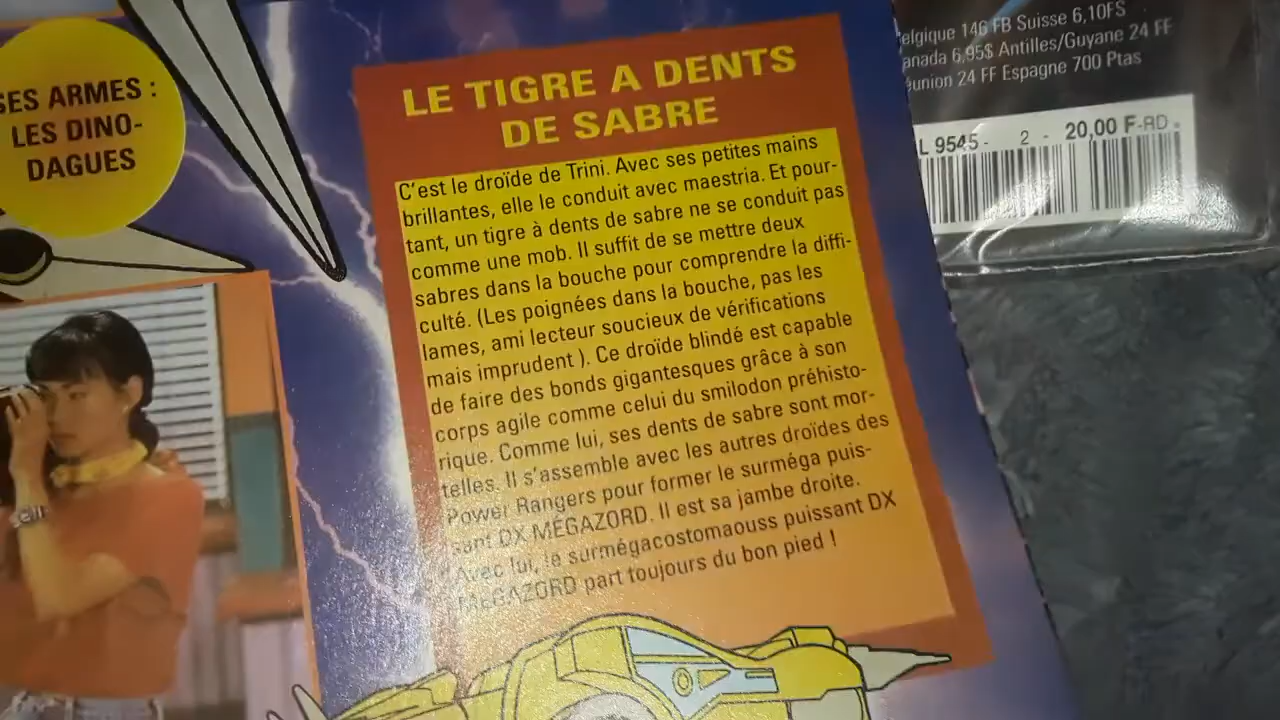 SES ARMES :
LES DINO-
DAGUES
LE TIGRE A DENTS
DE SABRE
C'est le droïde de Trini. Avec ses petites mains
brillantes, elle le conduit avec maestria. Et pour-
tant, un tigre à dents de sabre ne se conduit pas
comme une mob. Il suffit de se mettre deux
sabres dans la bouche pour comprendre la diffi-
culté. (Les poignées dans la bouche, pas les
lames, ami lecteur soucieux de vérifications
mais imprudent ). Ce droïde blindé est capable
de faire des bonds gigantesques grâce à son
corps agile comme celui du smilodon préhisto-
rique. Comme lui, ses dents de sabre sont mor-
telles. Il s'assemble avec les autres droïdes des
Power Rangers pour former le surméga puis-
sant DX MEGAZORD. Il est sa jambe droite.
Avec lui, le surmégacostomaouss puissant DX
MEGAZORD part toujours du bon pied !
elgique 146 FB Suisse 6,10FS
anada 6,95$ Antilles/Guyane 24 FF
éunion 24 FF Espagne 700 Ptas
L 9545 - 2 - 20,00 F-RD